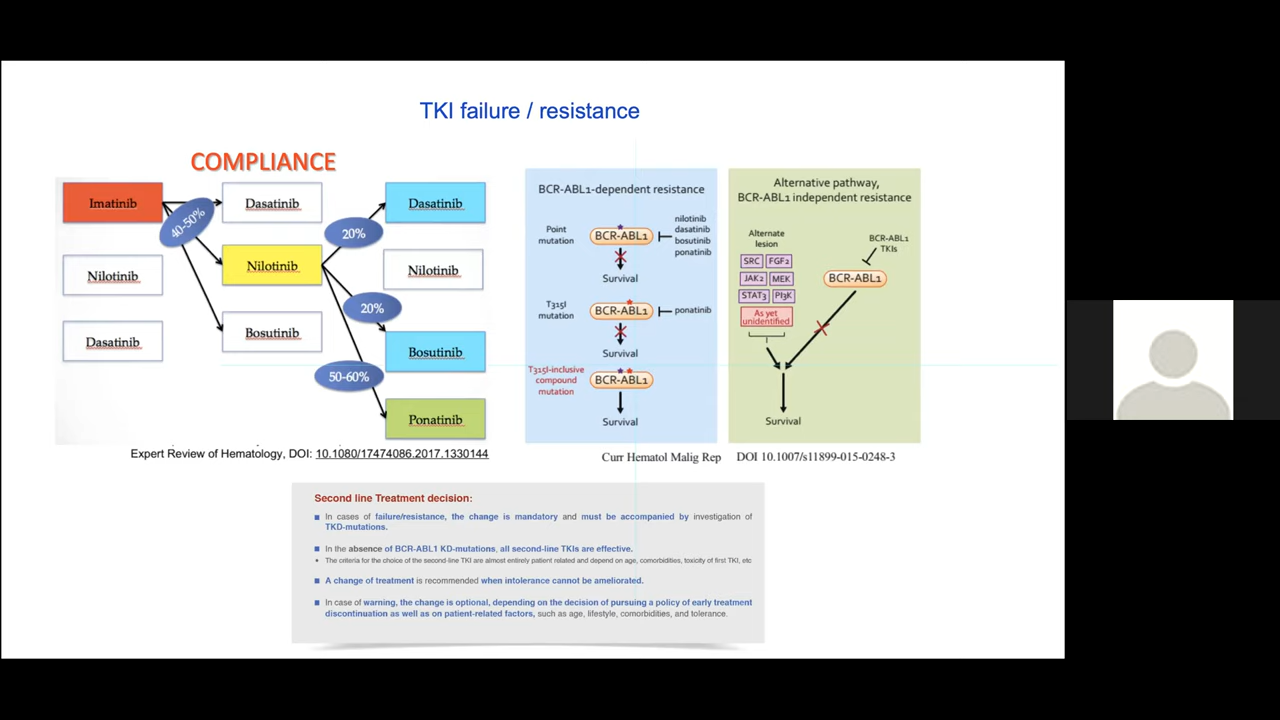 TKI failure / resistance
COMPLIANCE
Imatinib
Nilotinib
Dasatinib
40-50%
Dasatinib
Nilotinib
Bosutinib
20%
20%
50-60%
Dasatinib
Nilotinib
Bosutinib
Ponatinib
Expert Review of Hematology, DOI: 10.1080/17474086.2017.1330144
BCR-ABL1-dependent resistance
Point
mutation
BCR-ABL1
nilotinib
dasatinib
bosutinib
ponatinib
Survival
T315I
mutation
BCR-ABL1
ponatinib
Survival
T315I-inclusive
compound
mutation
BCR-ABL1
Survival
Alternative pathway,
BCR-ABL1 independent resistance
Alternate
lesion
SRC FGF2
JAK2 MEK
STAT3 PI3K
As yet
unidentified
BCR-ABL1
TKIs
BCR-ABL1
Survival
Curr Hematol Malig Rep DOI 10.1007/s11899-015-0248-3
Second line Treatment decision:
■ In cases of failure/resistance, the change is mandatory and must be accompanied by investigation of
TKD-mutations.
■ In the absence of BCR-ABL1 KD-mutations, all second-line TKIs are effective.
• The criteria for the choice of the second-line TKI are almost entirely patient related and depend on age, comorbidities, toxicity of first TKI, etc
■ A change of treatment is recommended when intolerance cannot be ameliorated.
■ In case of warning, the change is optional, depending on the decision of pursuing a policy of early treatment
discontinuation as well as on patient-related factors, such as age, lifestyle, comorbidities, and tolerance.